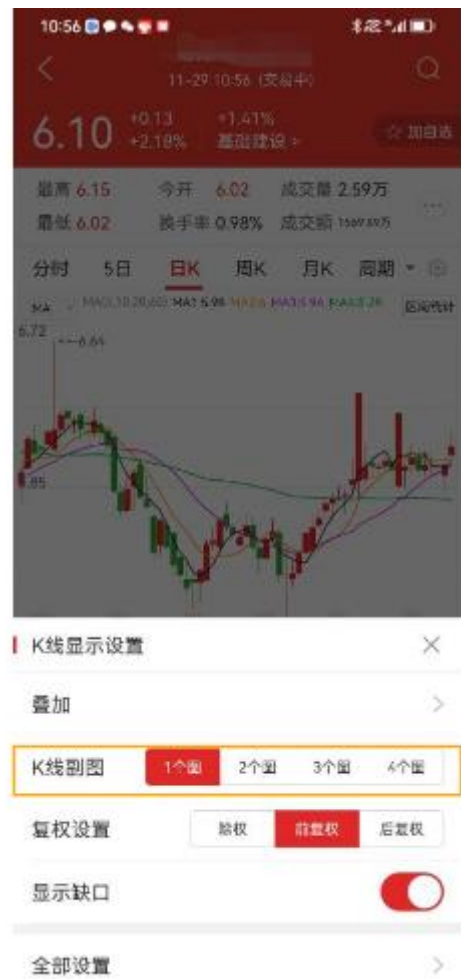 10:56
11-29 10:56 (交易中)
6.10 +0.13 +2.18% +1.41% 基础建设 >
加自选
最高 6.15 今开 6.02 成交量 2.59万
最低 6.02 换手率 0.98% 成交额
分时 5日 日K 周K 月K 周期
MA
区间统计
6.72
6.64
K线显示设置
叠加
K线副图 1个图 2个图 3个图 4个图
复权设置 除权 前复权 后复权
显示缺口
全部设置